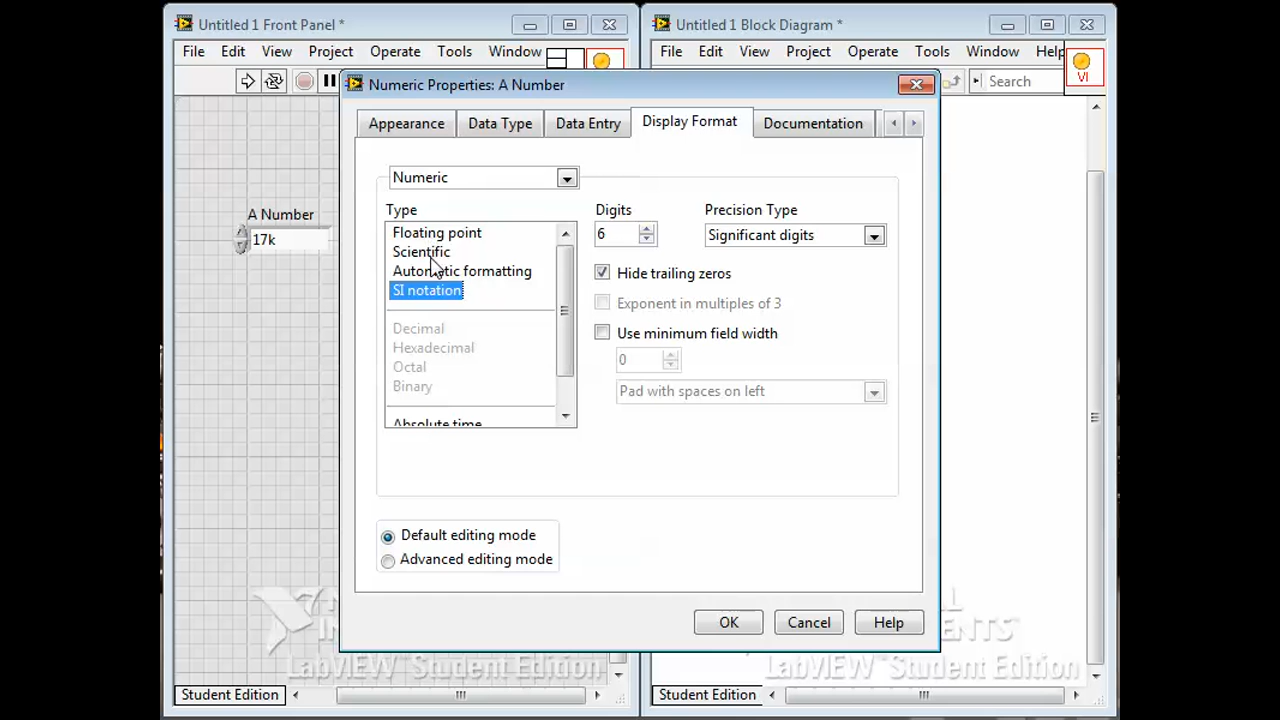 Untitled 1 Front Panel *
Untitled 1 Block Diagram *
File Edit View Project Operate Tools Window
File Edit View Project Operate Tools Window Help
Search
VI
Numeric Properties: A Number
Appearance Data Type Data Entry Display Format Documentation
A Number
17k
Numeric
Type
Floating point
Scientific
Automatic formatting
SI notation
Decimal
Hexadecimal
Octal
Binary
Absolute time
Digits
6
Precision Type
Significant digits
Hide trailing zeros
Exponent in multiples of 3
Use minimum field width
0
Pad with spaces on left
Default editing mode
Advanced editing mode
OK Cancel Help
LabVIEW™ Student Edition
LabVIEW™ Student Edition
Student Edition
Student Edition